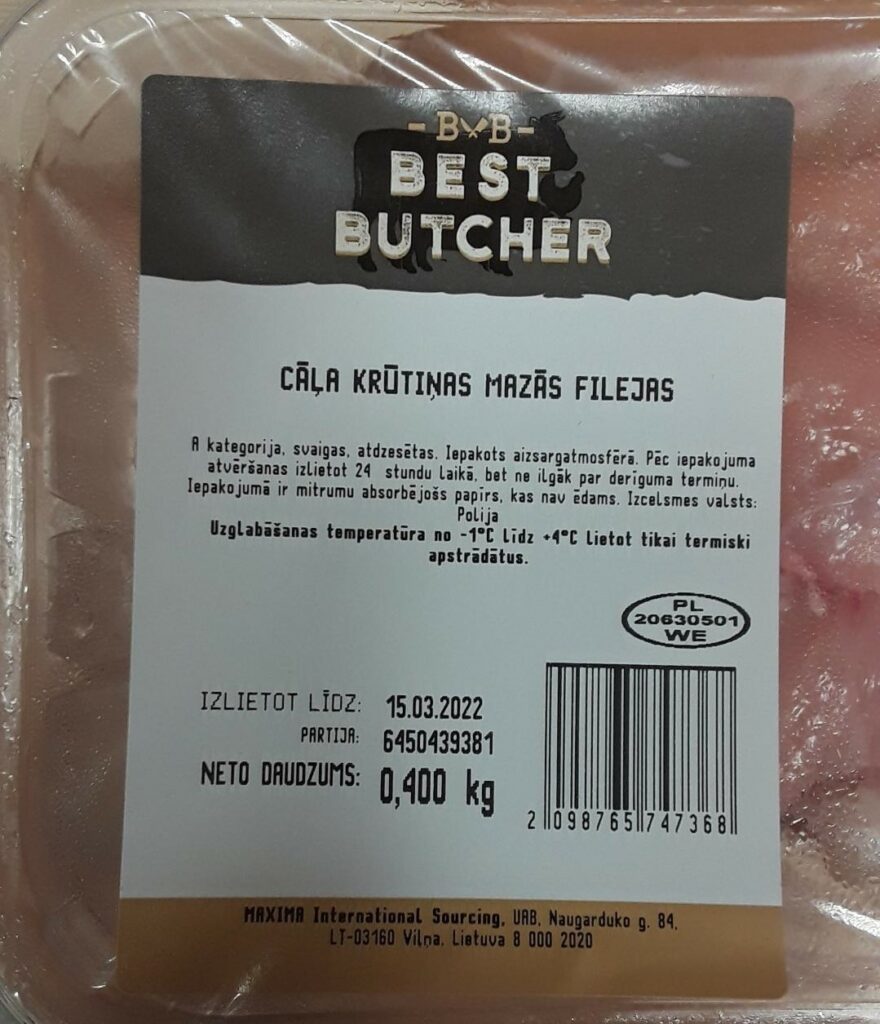 - B B -
BEST
BUTCHER
CĀĻA KRŪTIŅAS MAZĀS FILEJAS
A kategorija, svaigas, atdzesētas. Iepakots aizsargatmosfērā. Pēc iepakojuma
atvēršanas izlietot 24 stundu laikā, bet ne ilgāk par derīguma termiņu.
Iepakojumā ir mitrumu absorbējošs papīrs, kas nav ēdams. Izcelsmes valsts:
Polija
Uzglabāšanas temperatūra no -1°C līdz +4°C lietot tikai termiski
apstrādātus.
PL
20630501
WE
IZLIETOT LĪDZ: 15.03.2022
PARTIJA: 6450439381
NETO DAUDZUMS: 0,400 kg
2 098765 747368
MAXIMA International Sourcing, UAB, Naugarduko g. 84,
LT-03160 Viļņa, Lietuva 8 000 2020